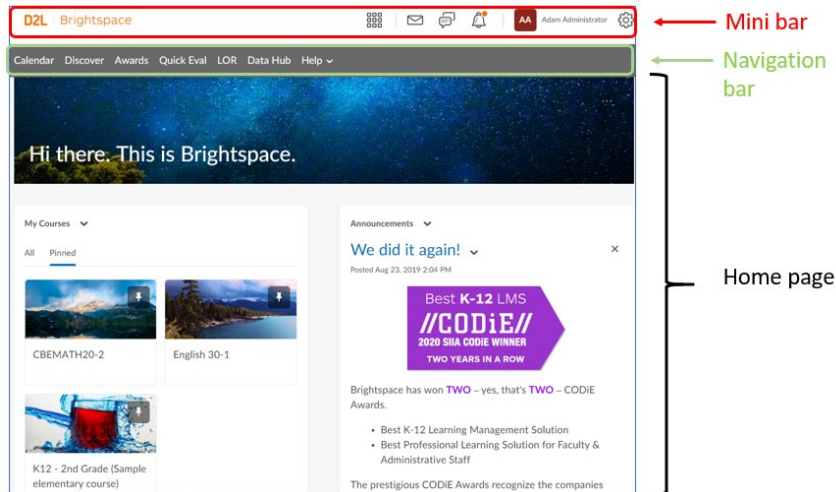 D2L Brightspace
AA Adam Administrator
Mini bar
Calendar Discover Awards Quick Eval LOR Data Hub Help
Navigation
bar
Hi there. This is Brightspace.
My Courses
All Pinned
CBEMATH20-2
English 30-1
K12 - 2nd Grade (Sample
elementary course)
Announcements
We did it again!
Posted Aug 23, 2019 2:04 PM
Best K-12 LMS
//CODiE//
2020 SIIA CODiE WINNER
TWO YEARS IN A ROW
Brightspace has won TWO – yes, that's TWO – CODiE
Awards.
• Best K-12 Learning Management Solution
• Best Professional Learning Solution for Faculty &
Administrative Staff
The prestigious CODiE Awards recognize the companies
Home page